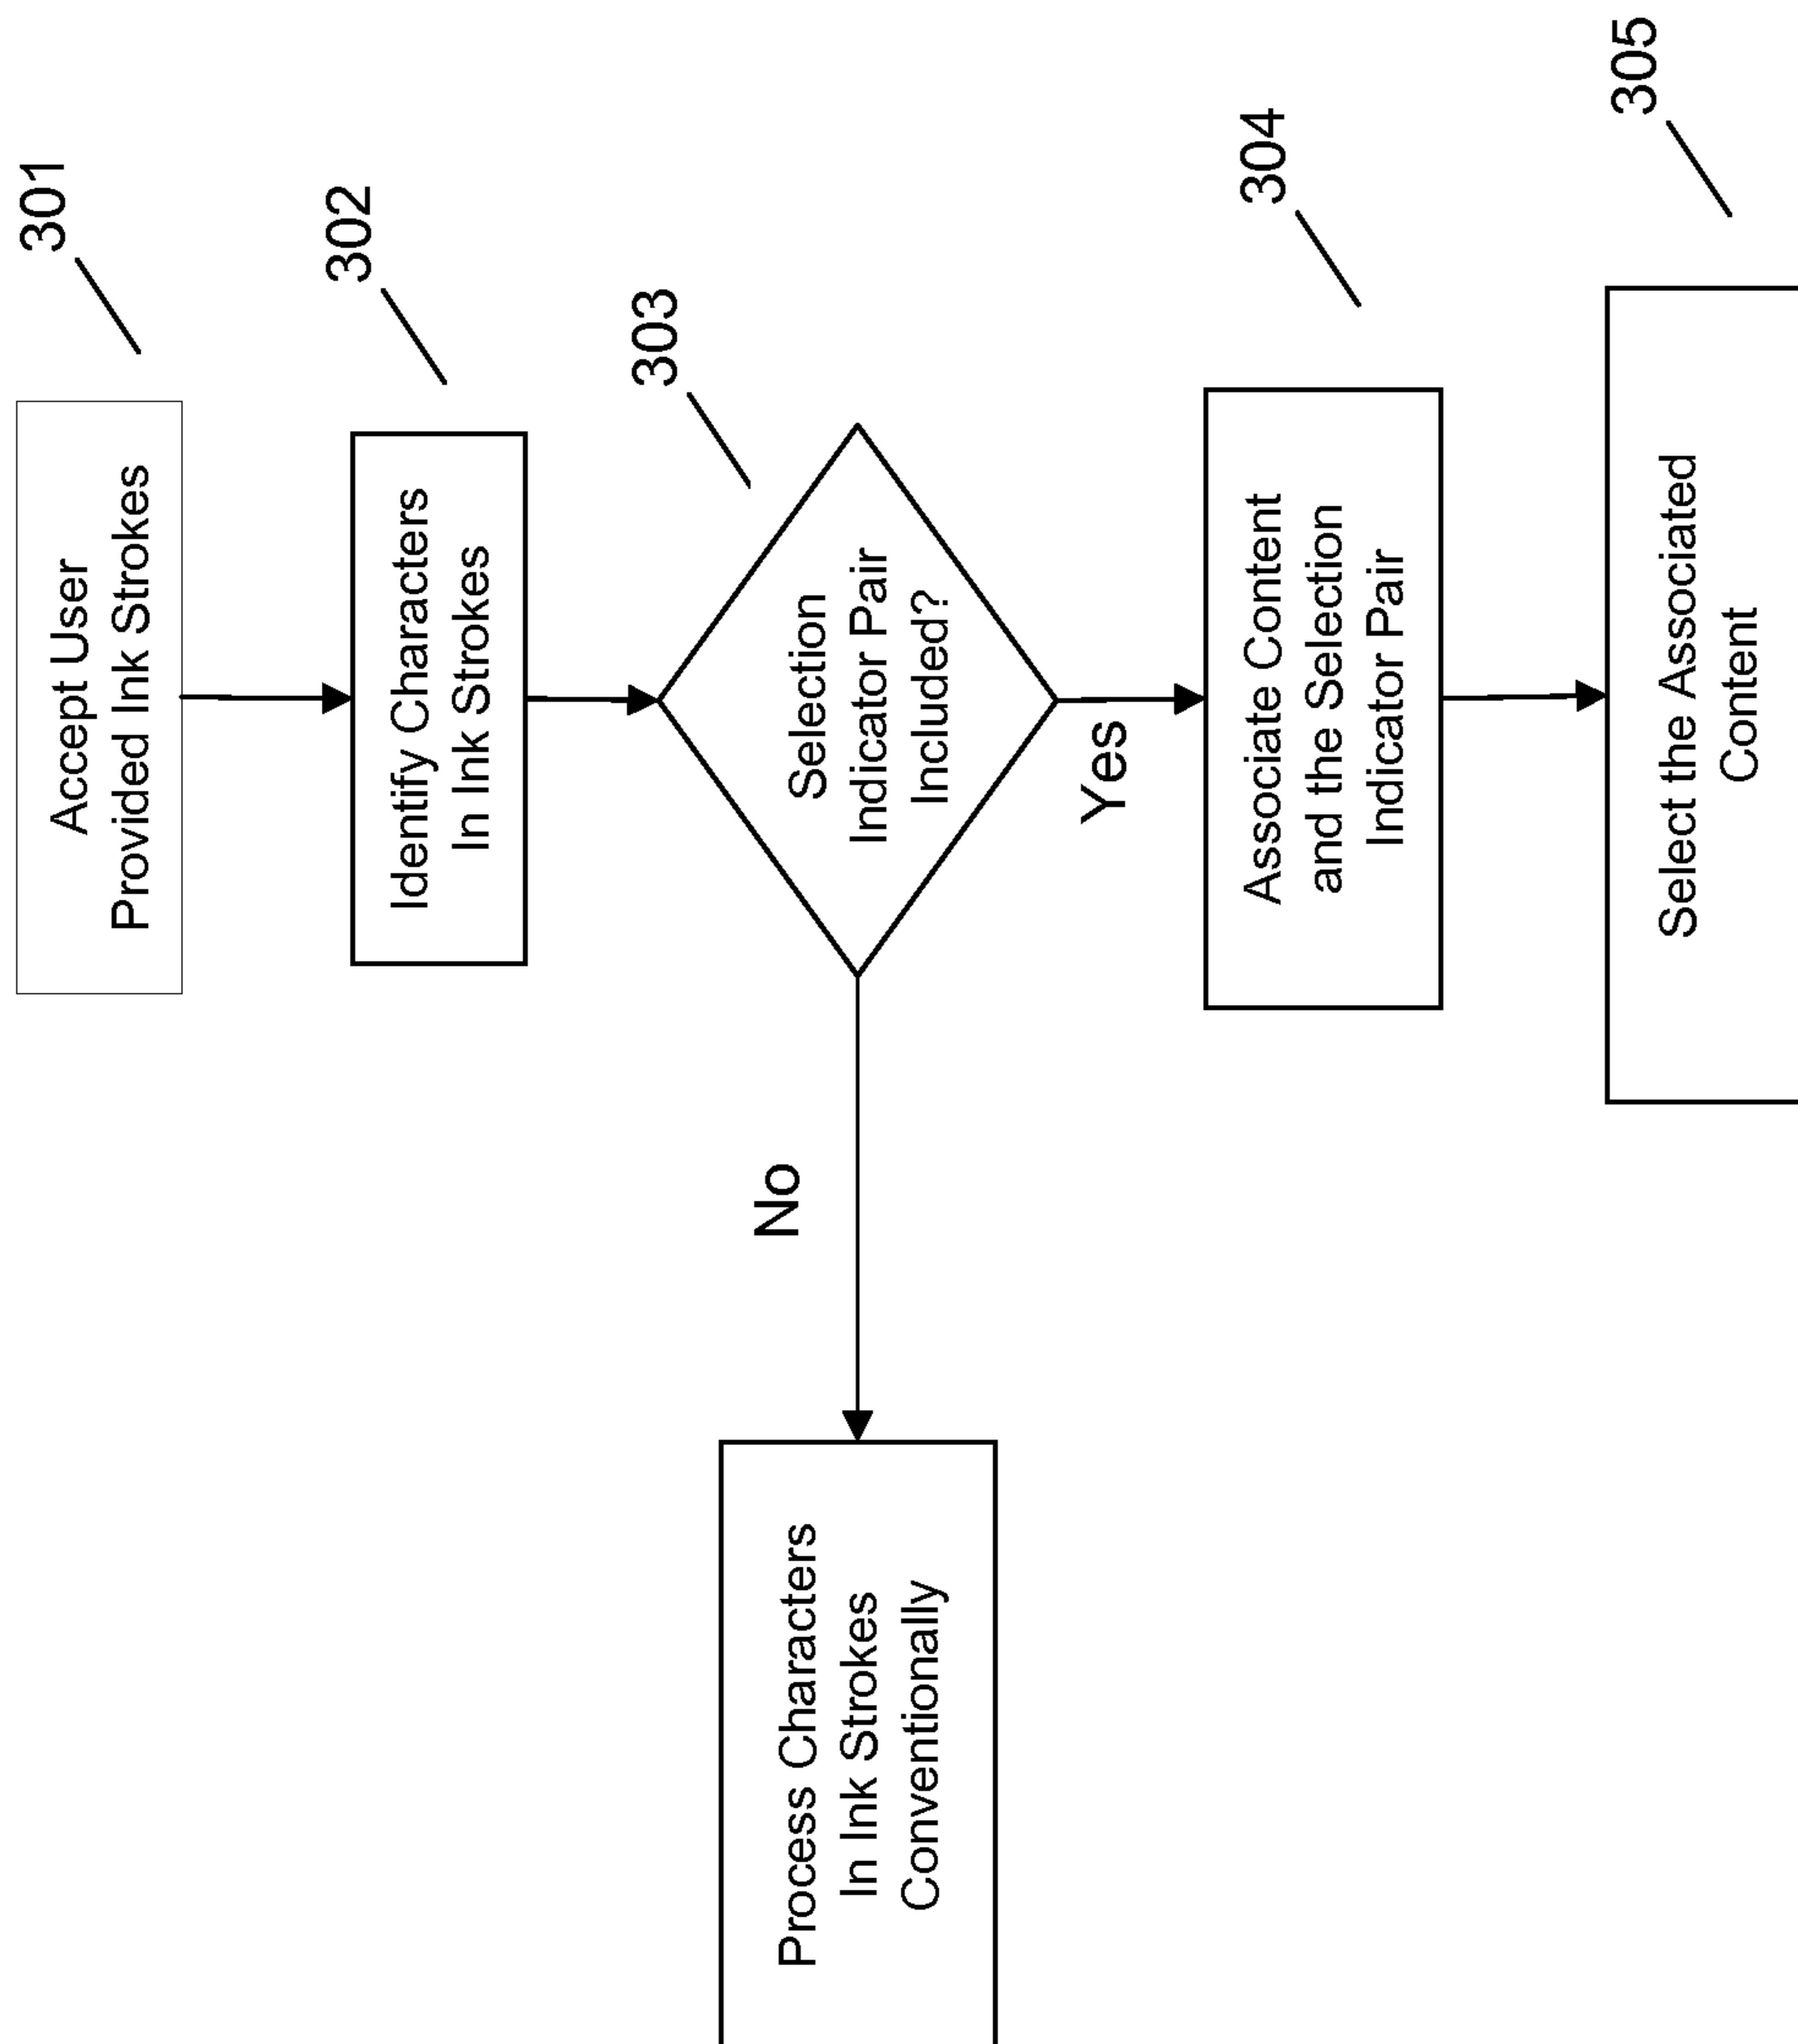 Accept User
Provided Ink Strokes
301
Identify Characters
In Ink Strokes
302
Selection
Indicator Pair
Included?
303
No
Process Characters
In Ink Strokes
Conventionally
Yes
Associate Content
and the Selection
Indicator Pair
304
Select the Associated
Content
305